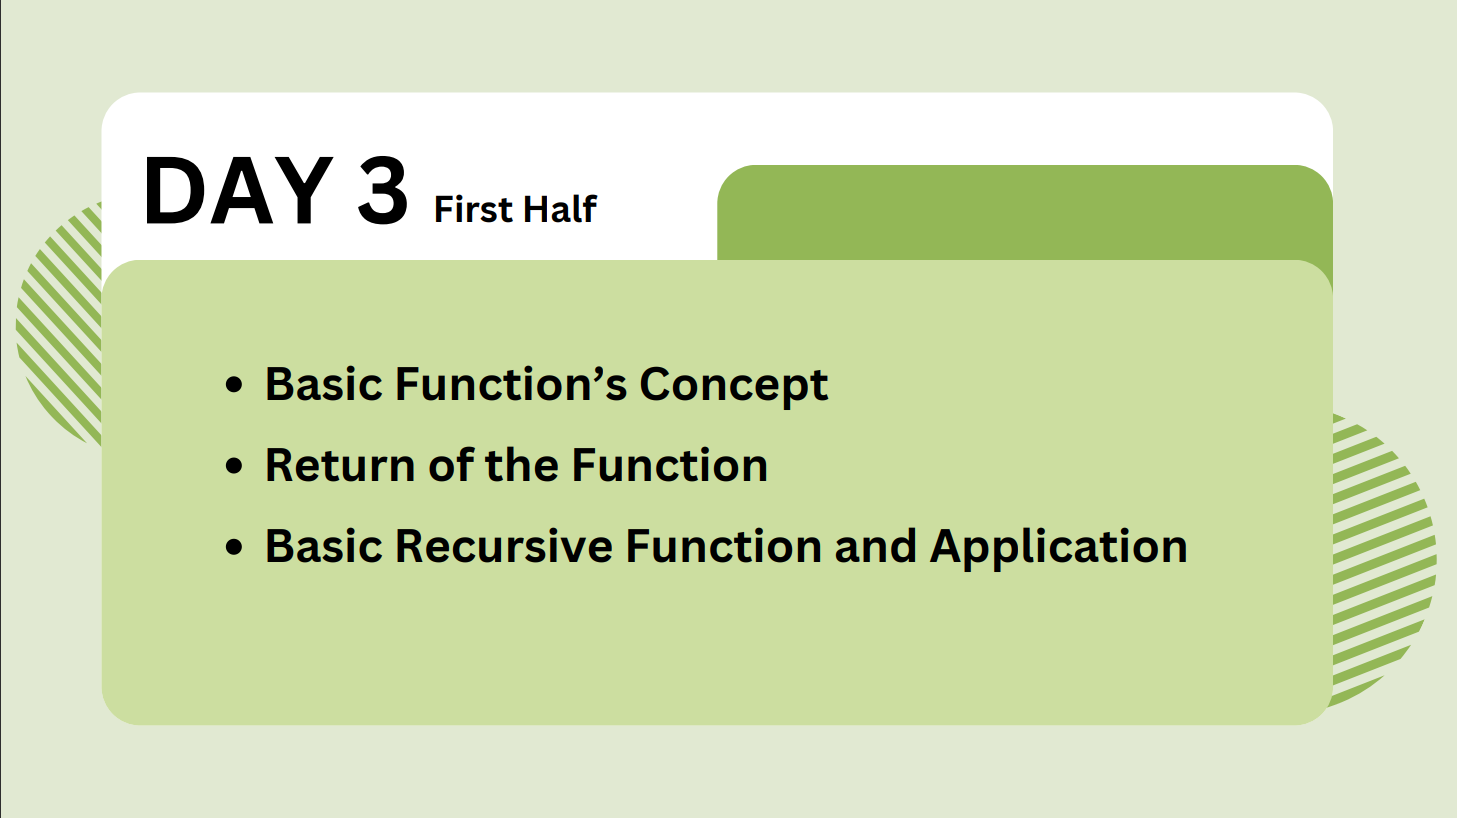 DAY 3 First Half
• Basic Function’s Concept
• Return of the Function
• Basic Recursive Function and Application